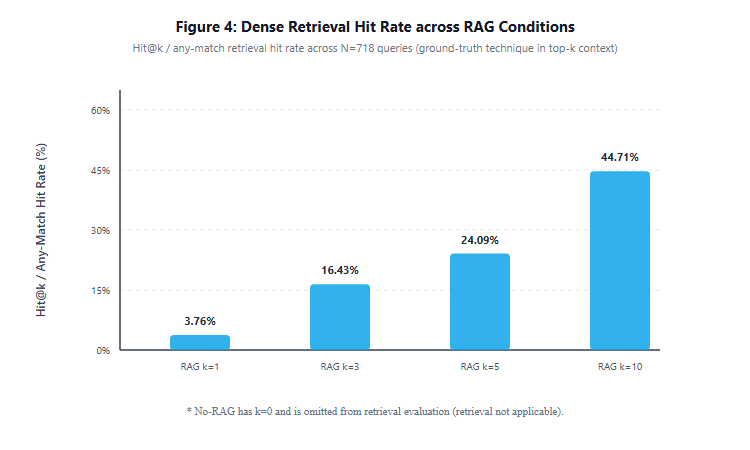 Figure 4: Dense Retrieval Hit Rate across RAG Conditions
Hit@k / any-match retrieval hit rate across N=718 queries (ground-truth technique in top-k context)
Hit@k / Any-Match Hit Rate (%)
60%
45%
30%
15%
0%
3.76%
16.43%
24.09%
44.71%
RAG k=1
RAG k=3
RAG k=5
RAG k=10
* No-RAG has k=0 and is omitted from retrieval evaluation (retrieval not applicable).